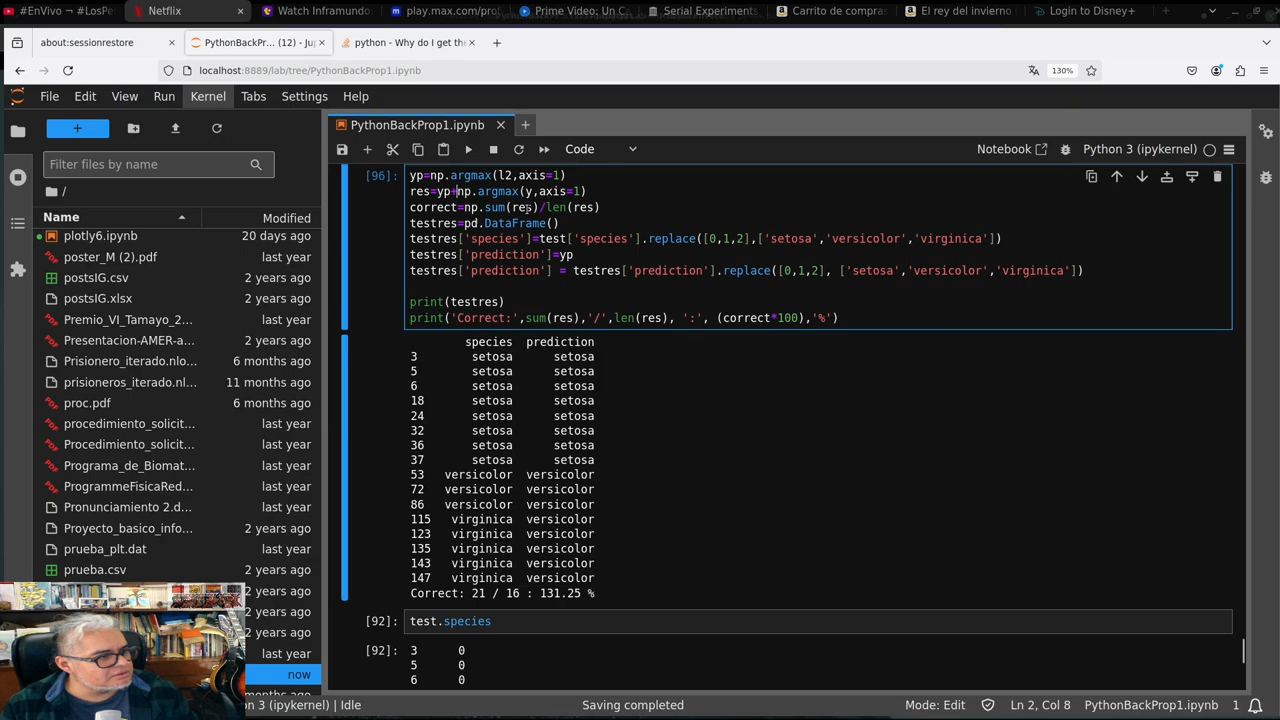 #EnVivo ¬ #LosPe
Netflix
Watch Inframundo
play.max.com/prof
Prime Video: Un Ca
Serial Experiments
Carrito de compras
El rey del invierno
Login to Disney+
about:sessionrestore
PythonBackProp1... (12) - Jup
python - Why do I get the
localhost:8889/lab/tree/PythonBackProp1.ipynb
130%
File Edit View Run Kernel Tabs Settings Help
PythonBackProp1.ipynb
Code
Notebook
Python 3 (ipykernel)
Filter files by name
/
Name
plotly6.ipynb 20 days ago
poster_M (2).pdf last year
postsIG.csv 2 years ago
postsIG.xlsx 2 years ago
Premio_VI_Tamayo_2... 2 years ago
Presentacion-AMER-a... 2 years ago
Prisionero_iterado.nlo... 6 months ago
prisioneros_iterado.nl... 11 months ago
proc.pdf 6 months ago
procedimiento_solicit... last year
Procedimiento_solicit... last year
Programa_de_Biomat... last year
ProgrammeFisicaRed... last year
Pronunciamiento 2.d... last year
Proyecto_basico_info... 2 years ago
prueba_plt.dat last year
prueba.csv 2 years ago
2 years ago
2 years ago
2 years ago
last year
now
months ago
[96]:
yp=np.argmax(l2,axis=1)
res=yp+np.argmax(y,axis=1)
correct=np.sum(res)/len(res)
testres=pd.DataFrame()
testres['species']=test['species'].replace([0,1,2],['setosa','versicolor','virginica'])
testres['prediction']=yp
testres['prediction'] = testres['prediction'].replace([0,1,2], ['setosa','versicolor','virginica'])
print(testres)
print('Correct:',sum(res),'/',len(res), ':', (correct*100),'%')
species prediction
3 setosa setosa
5 setosa setosa
6 setosa setosa
18 setosa setosa
24 setosa setosa
32 setosa setosa
36 setosa setosa
37 setosa setosa
53 versicolor versicolor
72 versicolor versicolor
86 versicolor versicolor
115 virginica versicolor
123 virginica versicolor
135 virginica versicolor
143 virginica versicolor
147 virginica versicolor
Correct: 21 / 16 : 131.25 %
[92]:
test.species
[92]:
3 0
5 0
6 0
n 3 (ipykernel) | Idle
Saving completed
Mode: Edit
Ln 2, Col 8
PythonBackProp1.ipynb
1